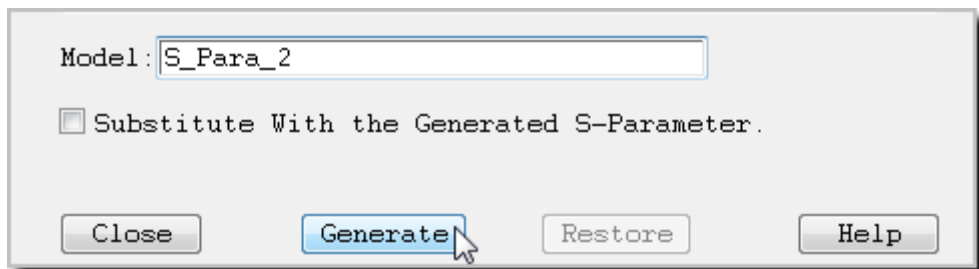 Model: S_Para_2
Substitute With the Generated S-Parameter.
Close Generate Restore Help